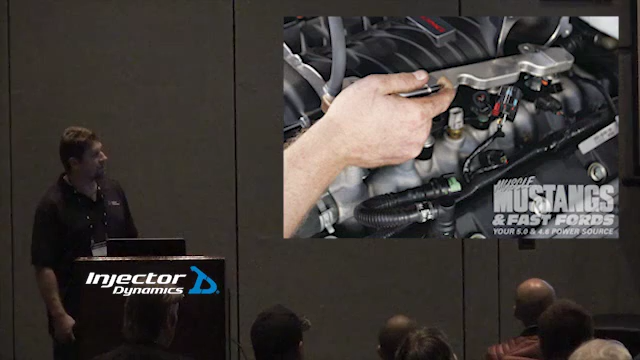 MUSCLE
MUSTANGS
& FAST FORDS
YOUR 5.0 & 4.6 POWER SOURCE
Injector
Dynamics